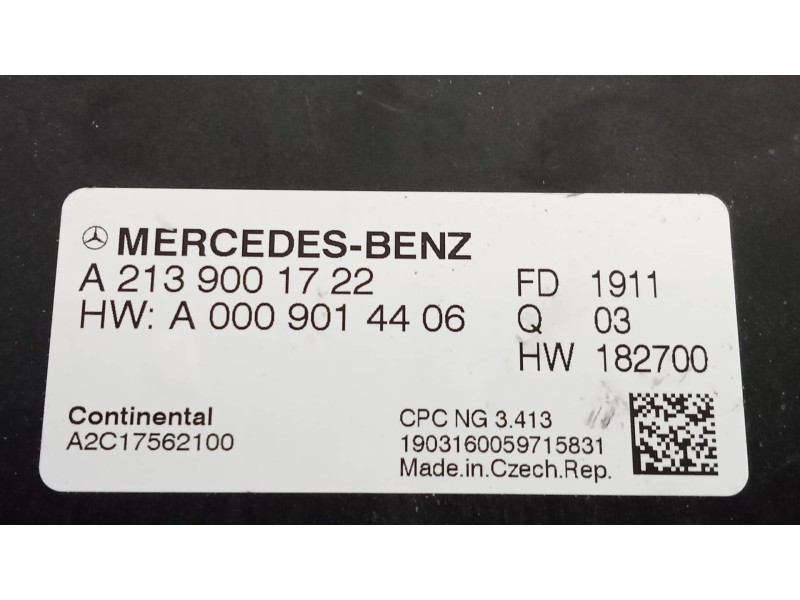 MERCEDES-BENZ
A 213 900 17 22
HW: A 000 901 44 06
FD 1911
Q 03
HW 182700
Continental
A2C17562100
CPC NG 3.413
1903160059715831
Made.in.Czech.Rep.